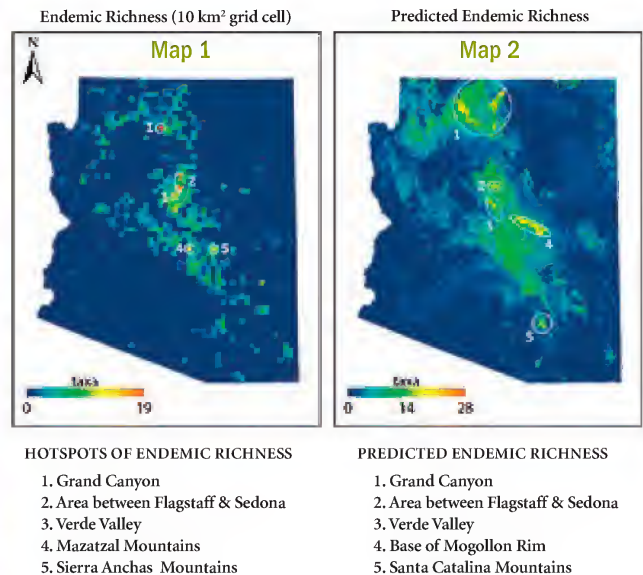 Endemic Richness (10 km² grid cell)
Map 1
N
1
2
1
4
5
taxa
0
19
HOTSPOTS OF ENDEMIC RICHNESS
1. Grand Canyon
2. Area between Flagstaff & Sedona
3. Verde Valley
4. Mazatzal Mountains
5. Sierra Anchas Mountains
Predicted Endemic Richness
Map 2
1
2
4
5
taxa
0
14
28
PREDICTED ENDEMIC RICHNESS
1. Grand Canyon
2. Area between Flagstaff & Sedona
3. Verde Valley
4. Base of Mogollon Rim
5. Santa Catalina Mountains